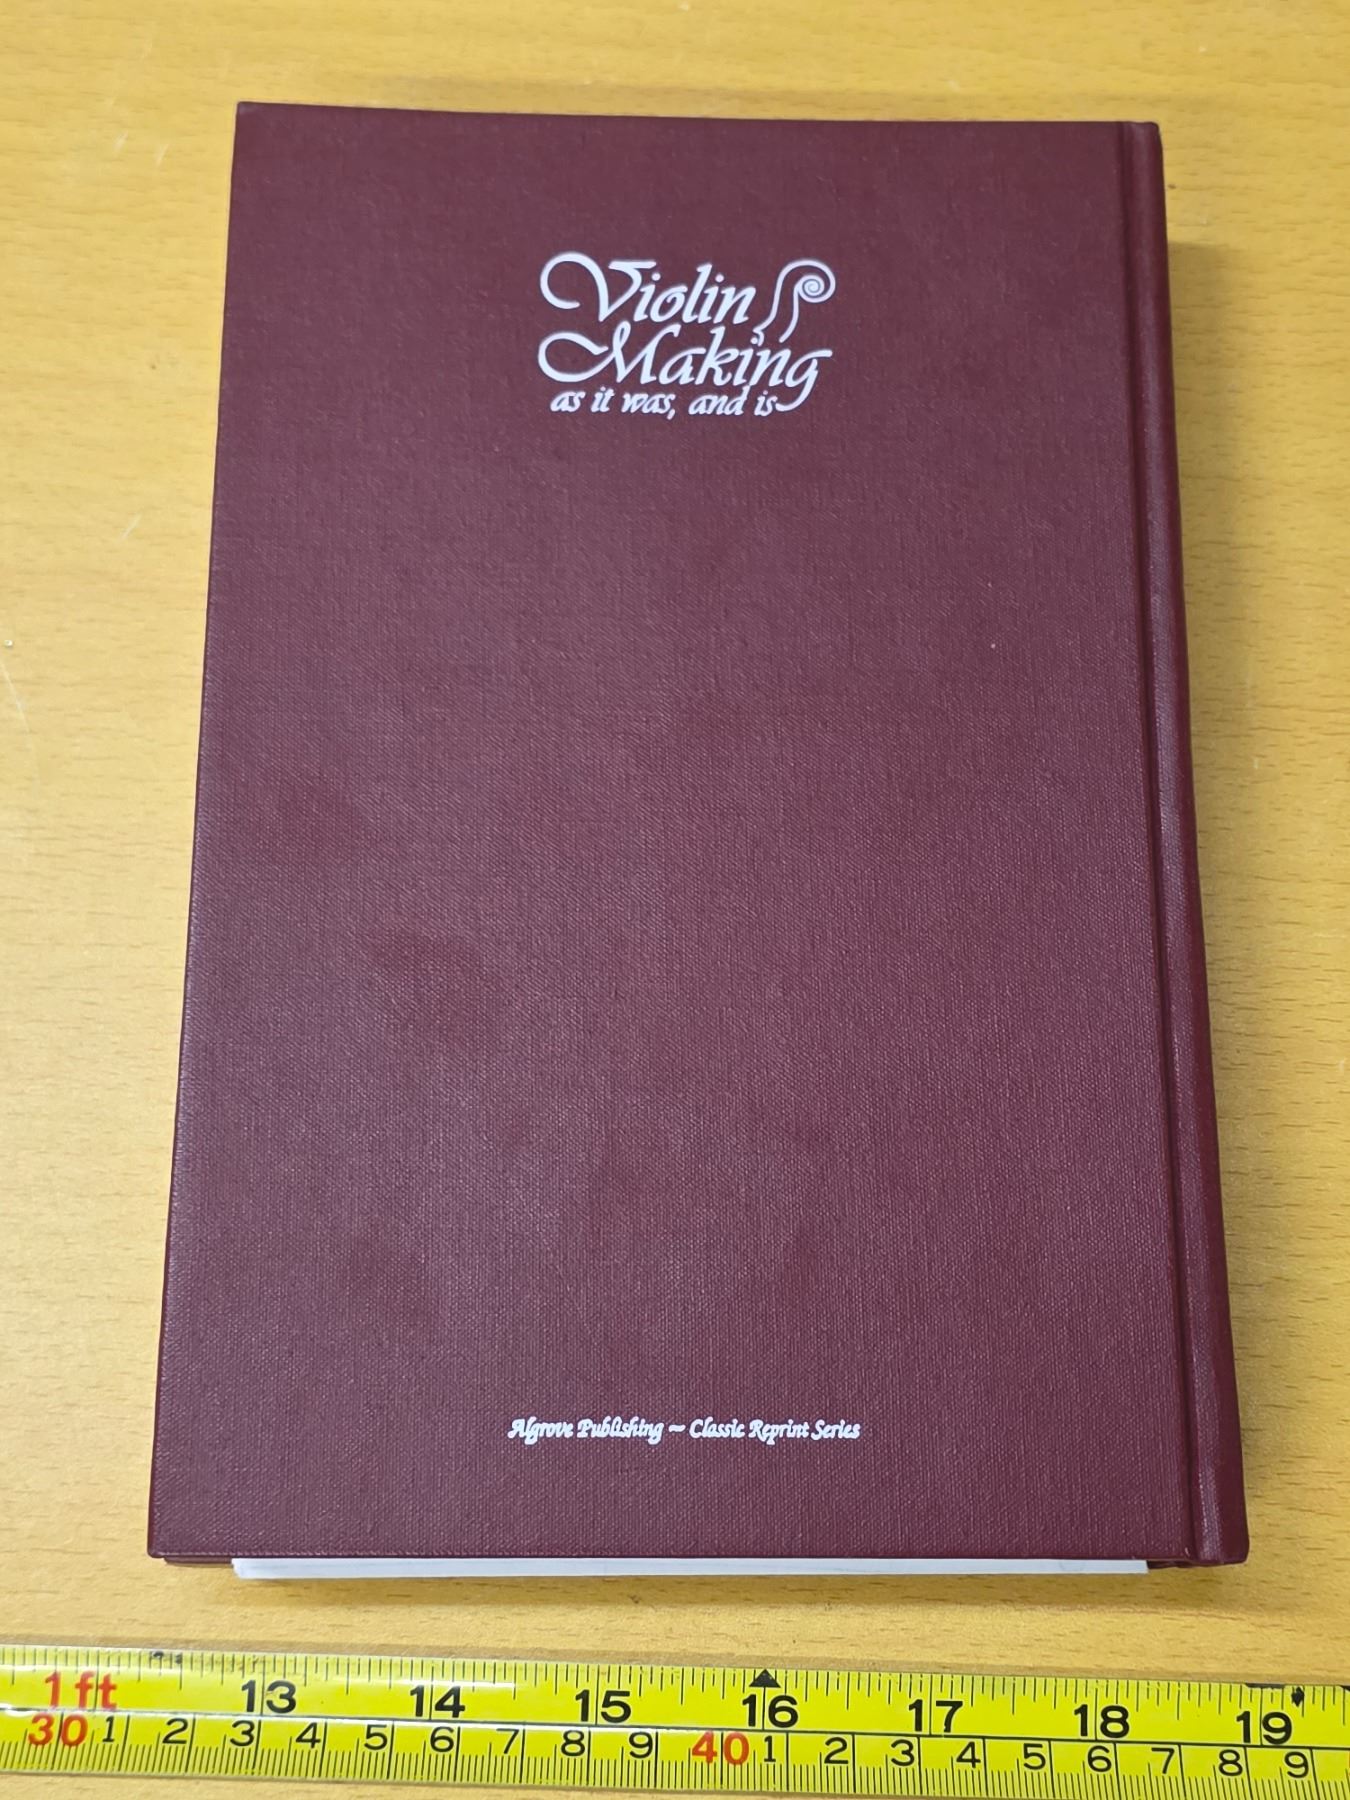 Violin
Making
as it was, and is
Algrove Publishing ~ Classic Reprint Series
1ft 13 14 15 16 17 18 19
30 1 2 3 4 5 6 7 8 9 40 1 2 3 4 5 6 7 8 9